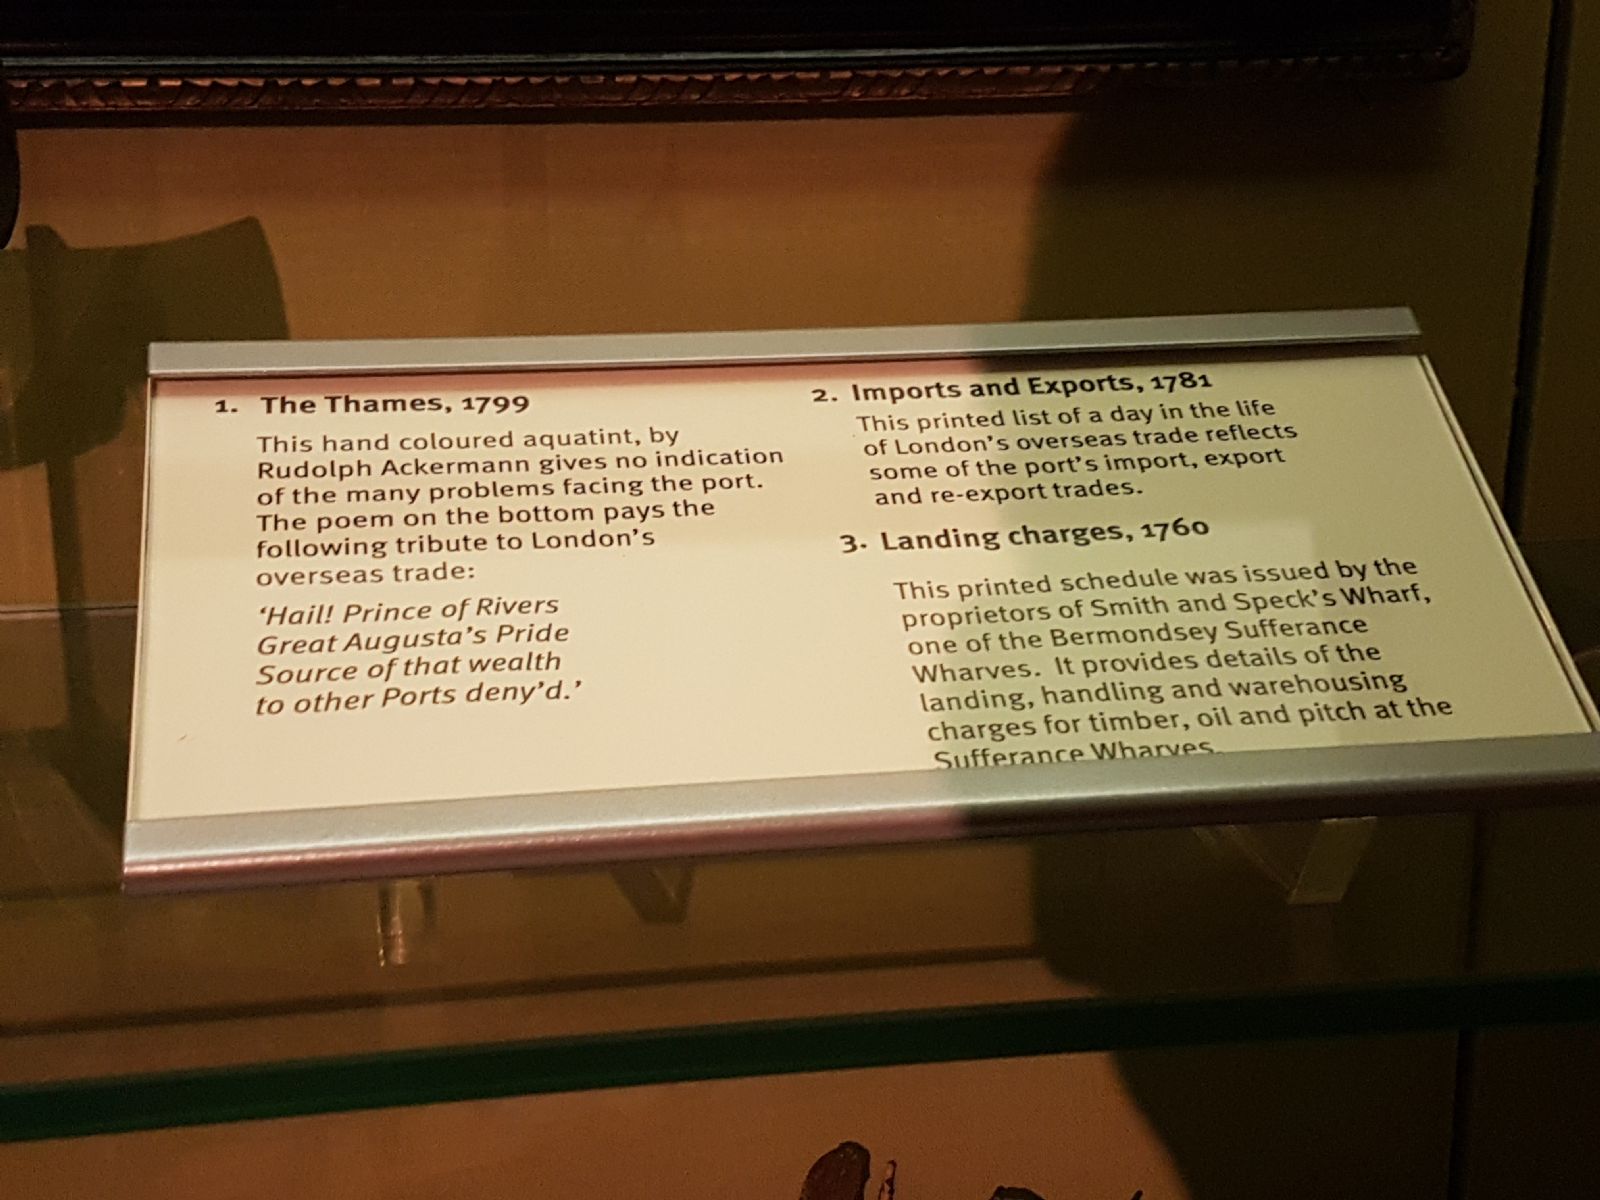 1. The Thames, 1799
This hand coloured aquatint, by
Rudolph Ackermann gives no indication
of the many problems facing the port.
The poem on the bottom pays the
following tribute to London's
overseas trade:
‘Hail! Prince of Rivers
Great Augusta’s Pride
Source of that wealth
to other Ports deny’d.’
2. Imports and Exports, 1781
This printed list of a day in the life
of London’s overseas trade reflects
some of the port’s import, export
and re-export trades.
3. Landing charges, 1760
This printed schedule was issued by the
proprietors of Smith and Speck’s Wharf,
one of the Bermondsey Sufferance
Wharves. It provides details of the
landing, handling and warehousing
charges for timber, oil and pitch at the
Sufferance Wharves.